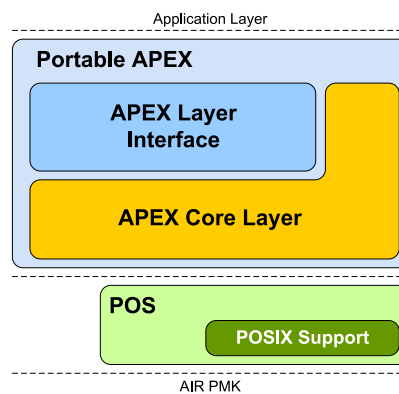 Application Layer
Portable APEX
APEX Layer
Interface
APEX Core Layer
POS
POSIX Support
AIR PMK